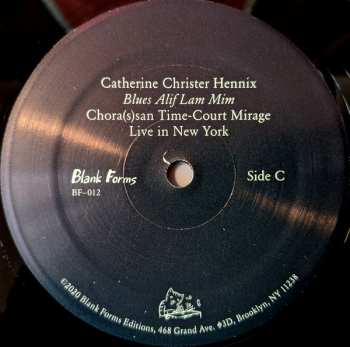 Catherine Christer Hennix
Blues Alif Lam Mim
Chora(s)san Time-Court Mirage
Live in New York
Blank Forms
BF–012
Side C
©2020 Blank Forms Editions, 468 Grand Ave. #3D, Brooklyn, NY 11238